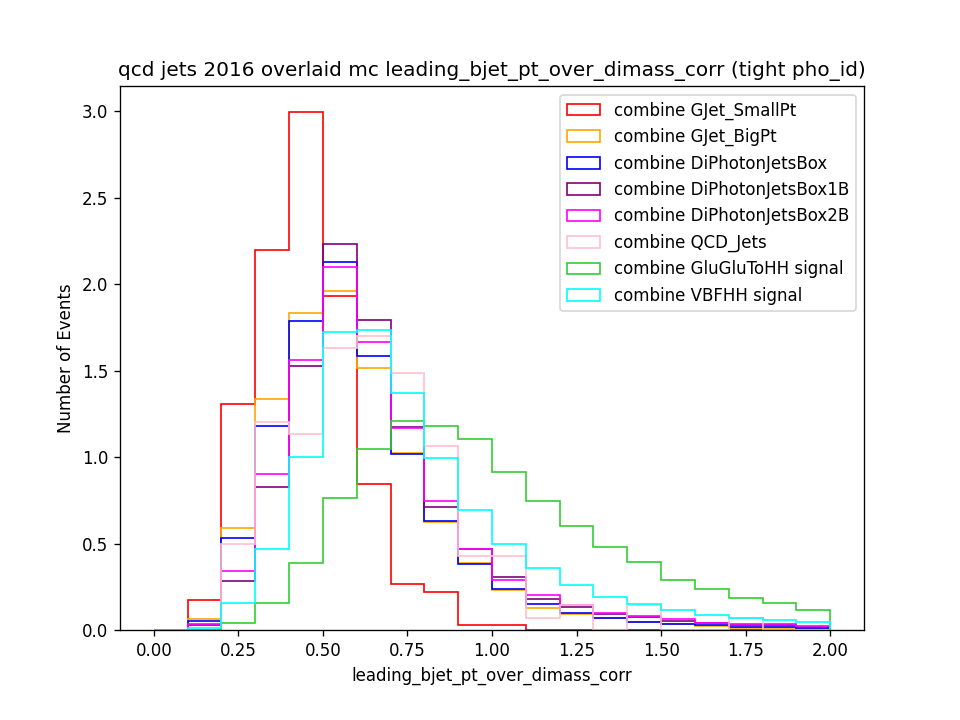 qcd jets 2016 overlaid mc leading_bjet_pt_over_dimass_corr (tight pho_id)
combine GJet_SmallPt
combine GJet_BigPt
combine DiPhotonJetsBox
combine DiPhotonJetsBox1B
combine DiPhotonJetsBox2B
combine QCD_Jets
combine GluGluToHH signal
combine VBFHH signal
Number of Events
3.0
2.5
2.0
1.5
1.0
0.5
0.0
0.00 0.25 0.50 0.75 1.00 1.25 1.50 1.75 2.00
leading_bjet_pt_over_dimass_corr